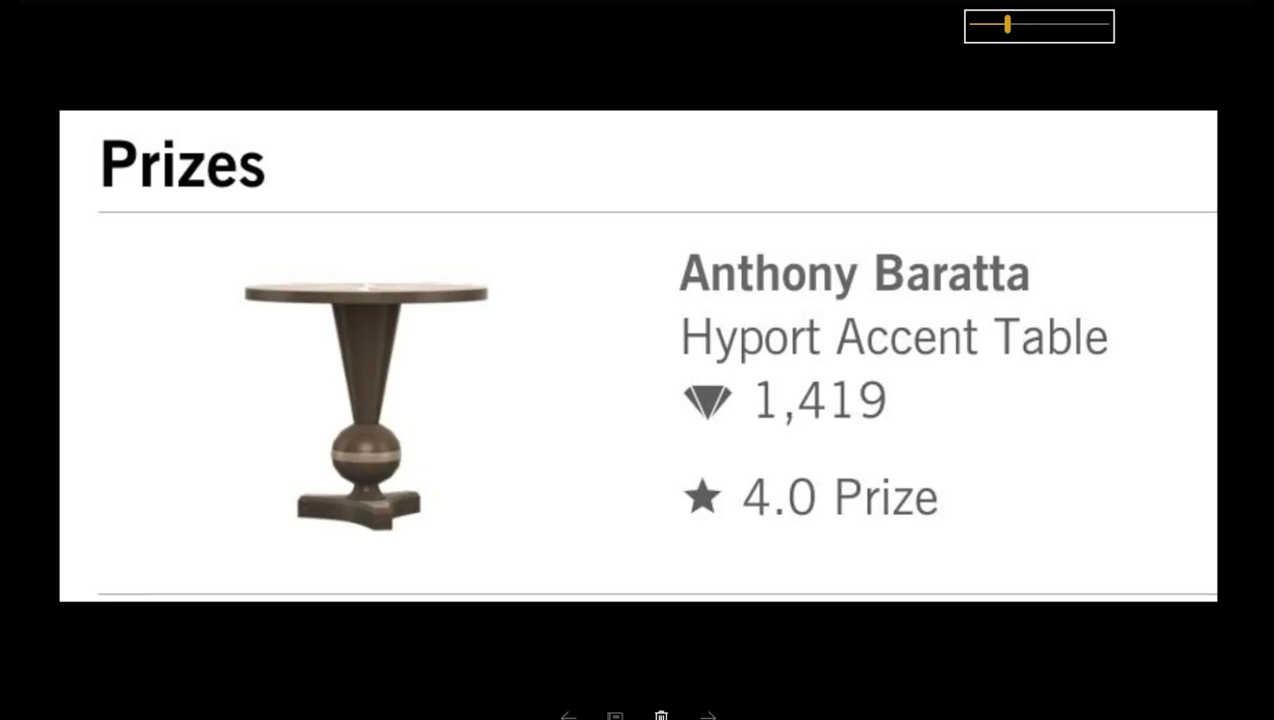 Prizes
Anthony Baratta
Hyport Accent Table
1,419
4.0 Prize